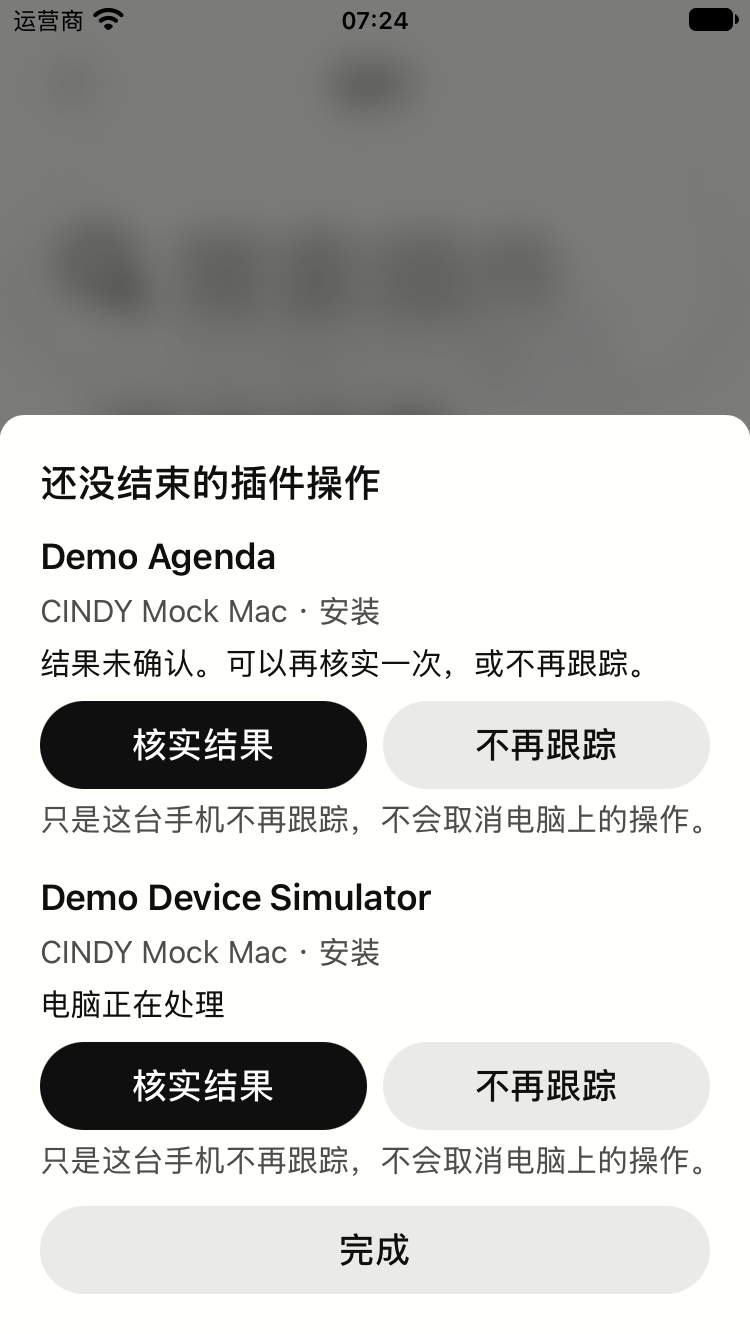 运营商
07:24
还没结束的插件操作
Demo Agenda
CINDY Mock Mac · 安装
结果未确认。可以再核实一次，或不再跟踪。
核实结果
不再跟踪
只是这台手机不再跟踪，不会取消电脑上的操作。
Demo Device Simulator
CINDY Mock Mac · 安装
电脑正在处理
核实结果
不再跟踪
只是这台手机不再跟踪，不会取消电脑上的操作。
完成